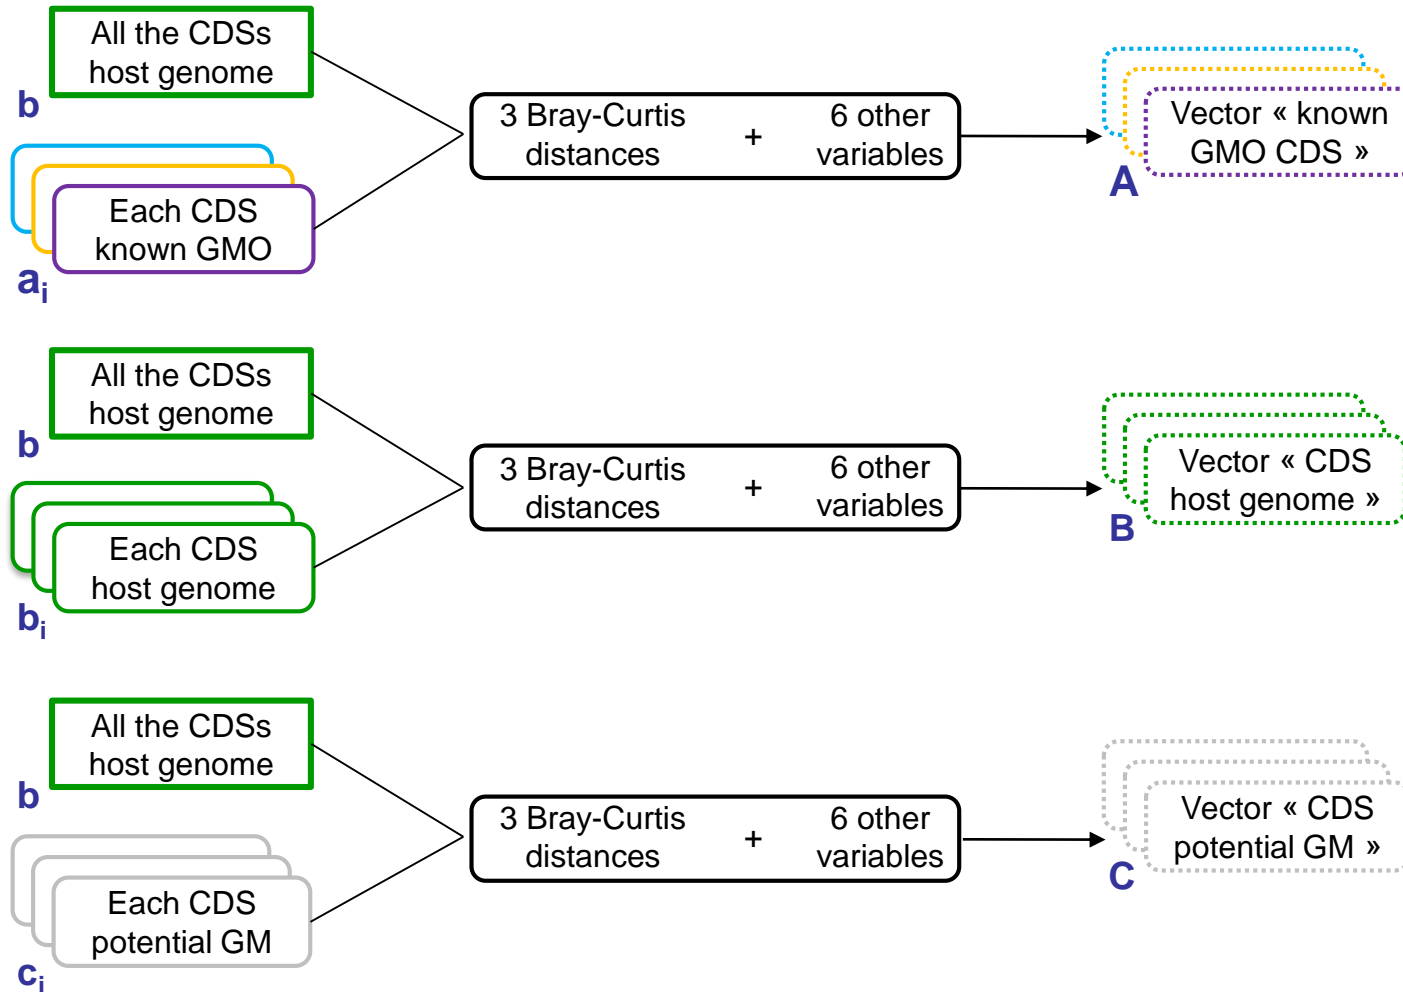 All the CDSs
host genome
b
Each CDS
known GMO
a_i
3 Bray-Curtis
distances
+
6 other
variables
Vector « known
GMO CDS »
A
All the CDSs
host genome
b
Each CDS
host genome
b_i
3 Bray-Curtis
distances
+
6 other
variables
Vector « CDS
host genome »
B
All the CDSs
host genome
b
Each CDS
potential GM
c_i
3 Bray-Curtis
distances
+
6 other
variables
Vector « CDS
potential GM »
C